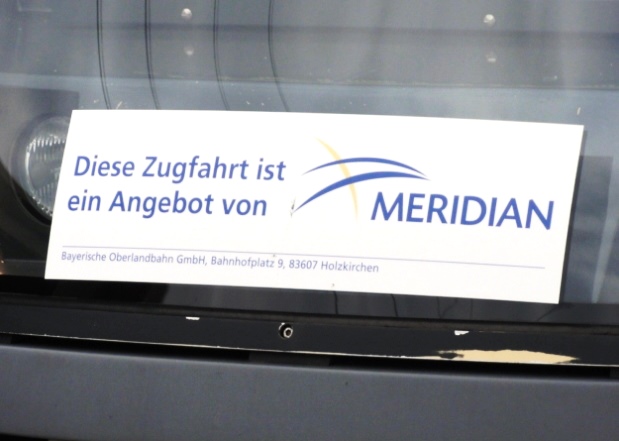 Diese Zugfahrt ist
ein Angebot von
MERIDIAN
Bayerische Oberlandbahn GmbH, Bahnhofplatz 9, 83607 Holzkirchen